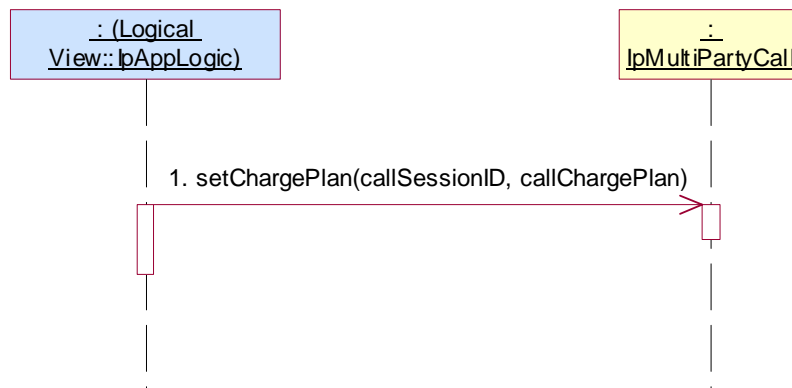 : (Logical
View::IpAppLogic)
:
IpMultiPartyCall
1. setChargePlan(callSessionID, callChargePlan)